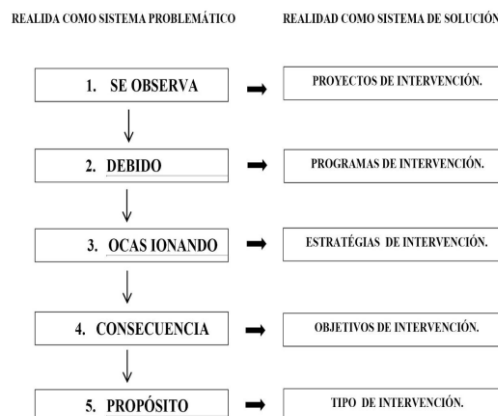 REALIDA COMO SISTEMA PROBLEMÁTICO
REALIDAD COMO SISTEMA DE SOLUCIÓN
1. SE OBSERVA
PROYECTOS DE INTERVENCIÓN.
2. DEBIDO
PROGRAMAS DE INTERVENCIÓN.
3. OCAS IONANDO
ESTRATÉGIAS DE INTERVENCIÓN.
4. CONSECUENCIA
OBJETIVOS DE INTERVENCIÓN.
5. PROPÓSITO
TIPO DE INTERVENCIÓN.